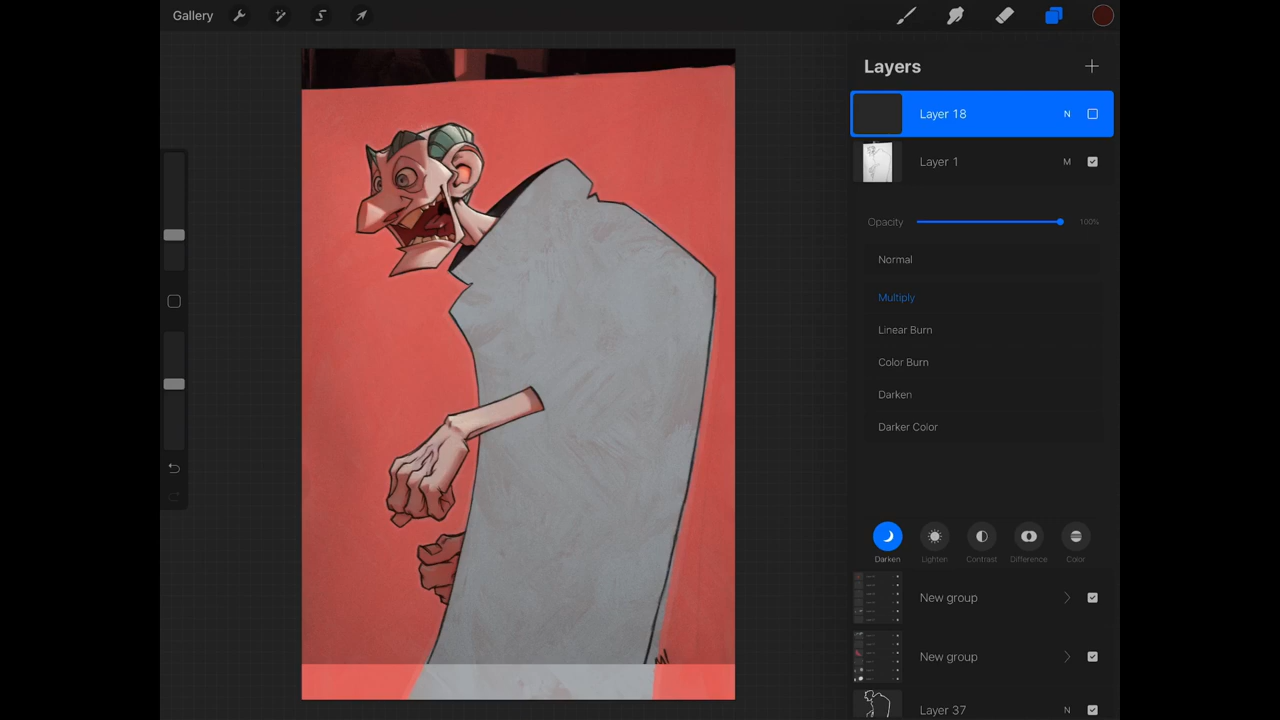 Gallery
Layers
Layer 18 N
Layer 1 M
Opacity 100%
Normal
Multiply
Linear Burn
Color Burn
Darken
Darker Color
Darken Lighten Contrast Difference Color
New group
New group
Layer 37 N